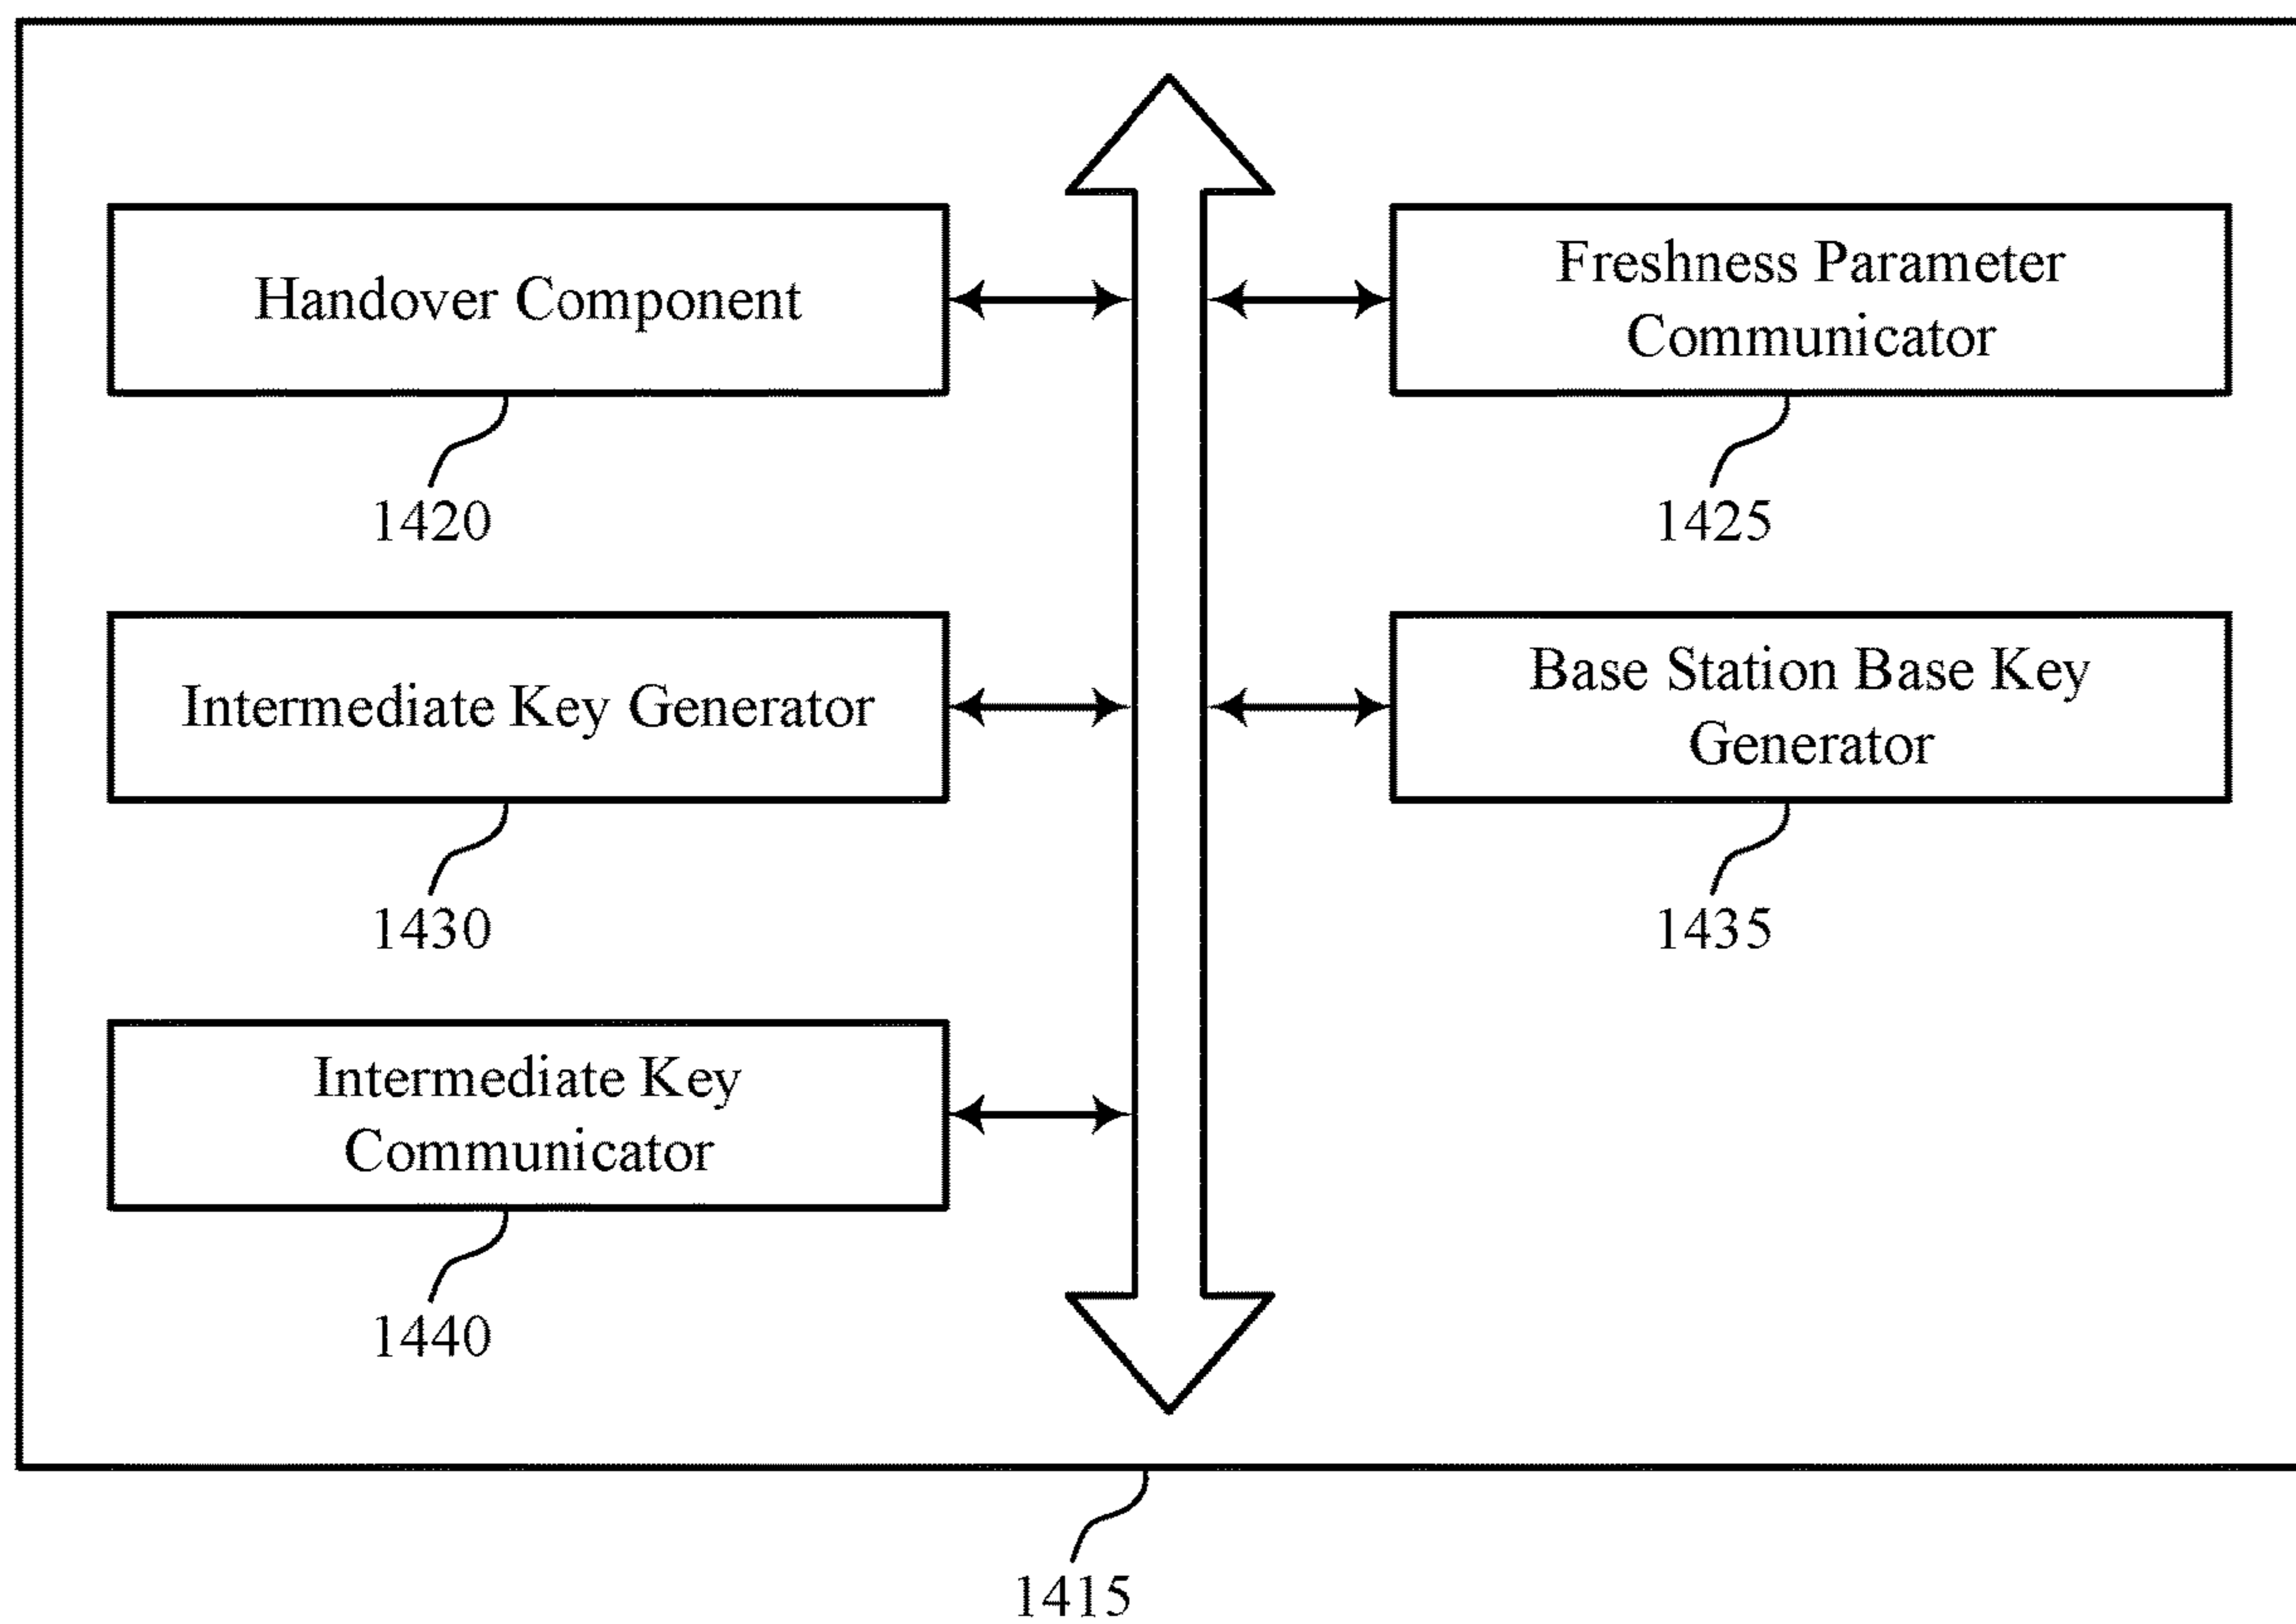 Handover Component
1420
Freshness Parameter
Communicator
1425
Intermediate Key Generator
1430
Base Station Base Key
Generator
1435
Intermediate Key
Communicator
1440
1415